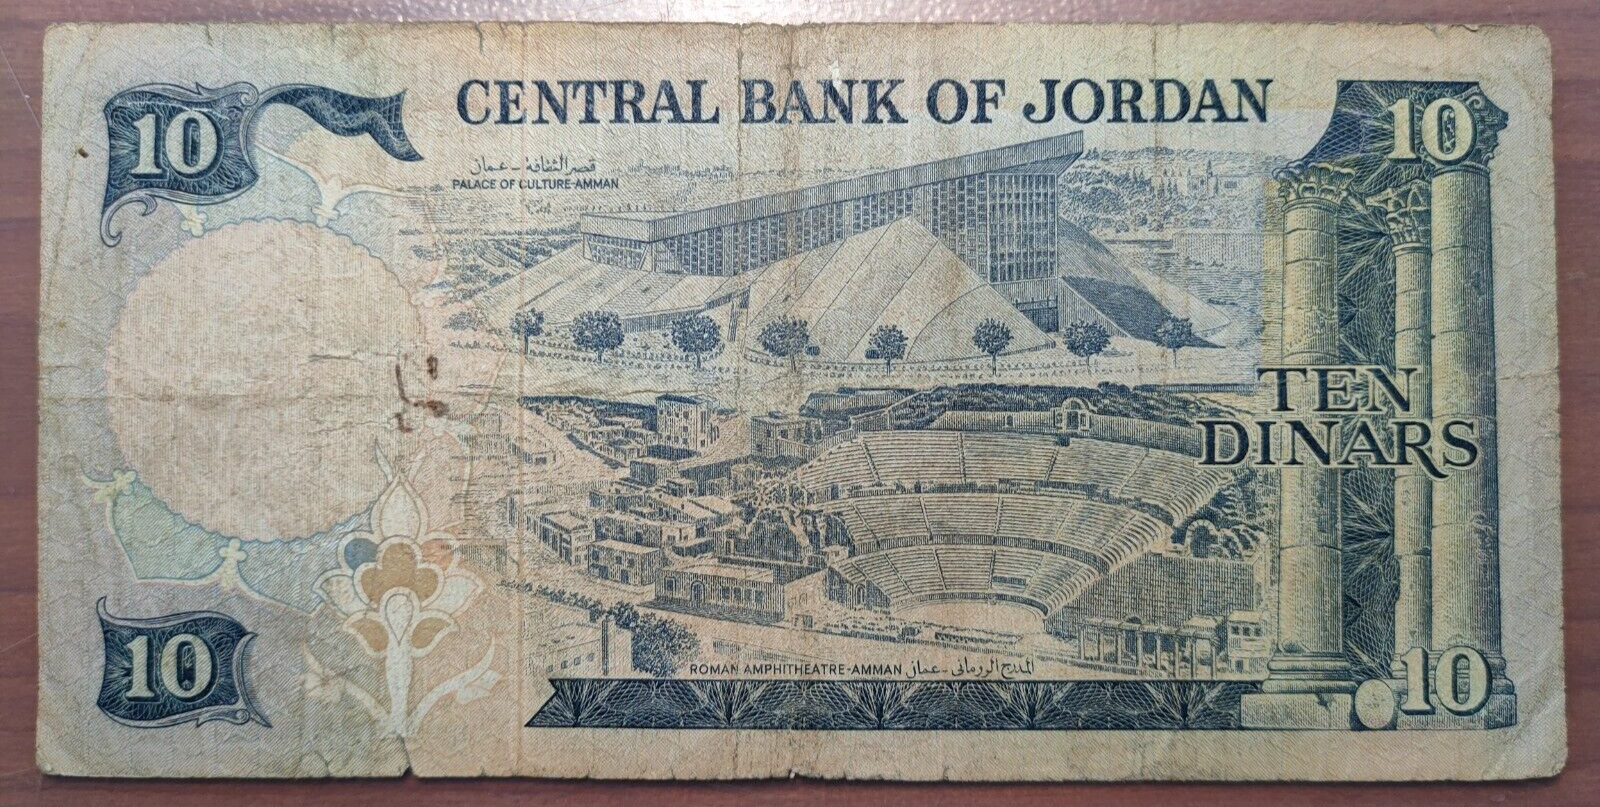 10
CENTRAL BANK OF JORDAN
10
قصر الثقافة - عمان
PALACE OF CULTURE-AMMAN
TEN
DINARS
10
ROMAN AMPHITHEATRE-AMMAN المدرج الروماني - عمان
10